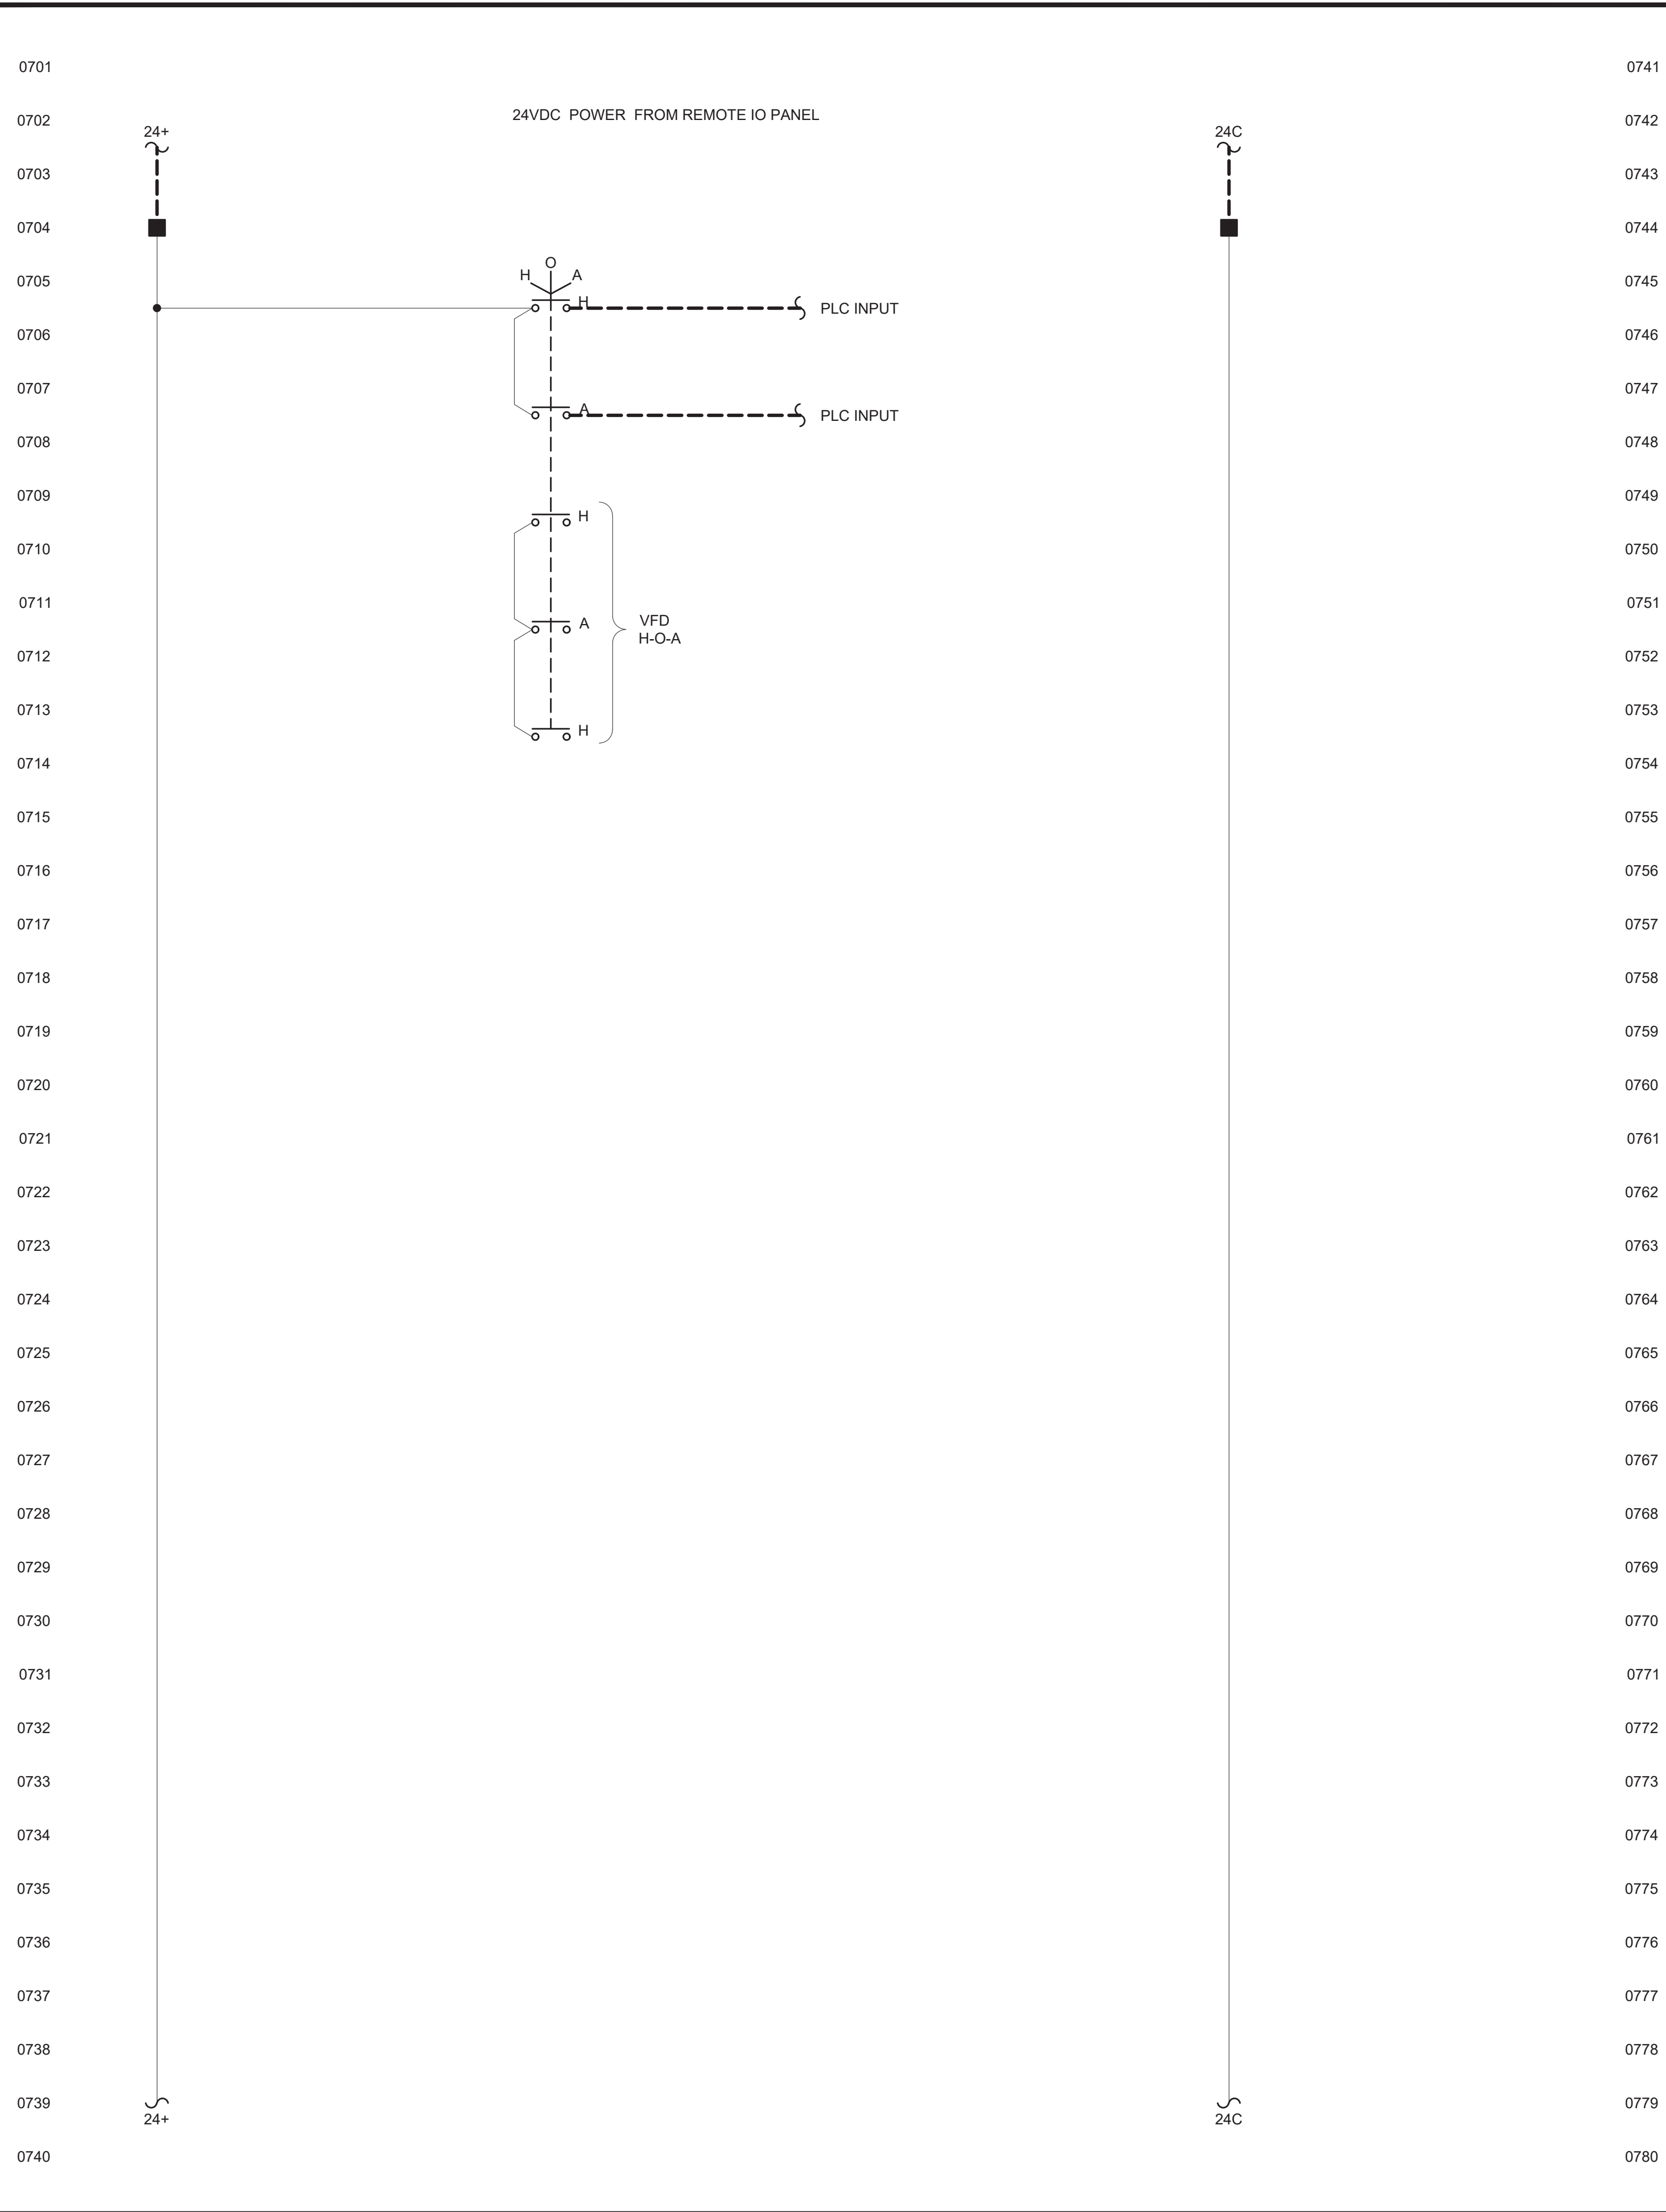 0701 0741
24VDC POWER FROM REMOTE IO PANEL
0702 0742
24+ 24C
0703 0743
0704 0744
O
H A
0705 0745
H
PLC INPUT
0706 0746
0707 0747
A
PLC INPUT
0708 0748
0709 0749
H
0710 0750
0711 0751
A
VFD
H-O-A
0712 0752
0713 0753
H
0714 0754
0715 0755
0716 0756
0717 0757
0718 0758
0719 0759
0720 0760
0721 0761
0722 0762
0723 0763
0724 0764
0725 0765
0726 0766
0727 0767
0728 0768
0729 0769
0730 0770
0731 0771
0732 0772
0733 0773
0734 0774
0735 0775
0736 0776
0737 0777
0738 0778
0739 0779
24+ 24C
0740 0780